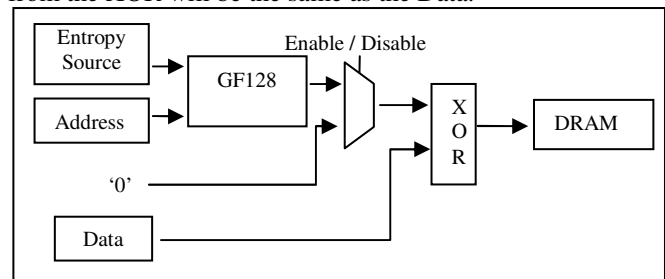 from the XOR will be the same as the Data.
Entropy
Source
Enable / Disable
GF128
Address
X
O
R
DRAM
‘0’
Data